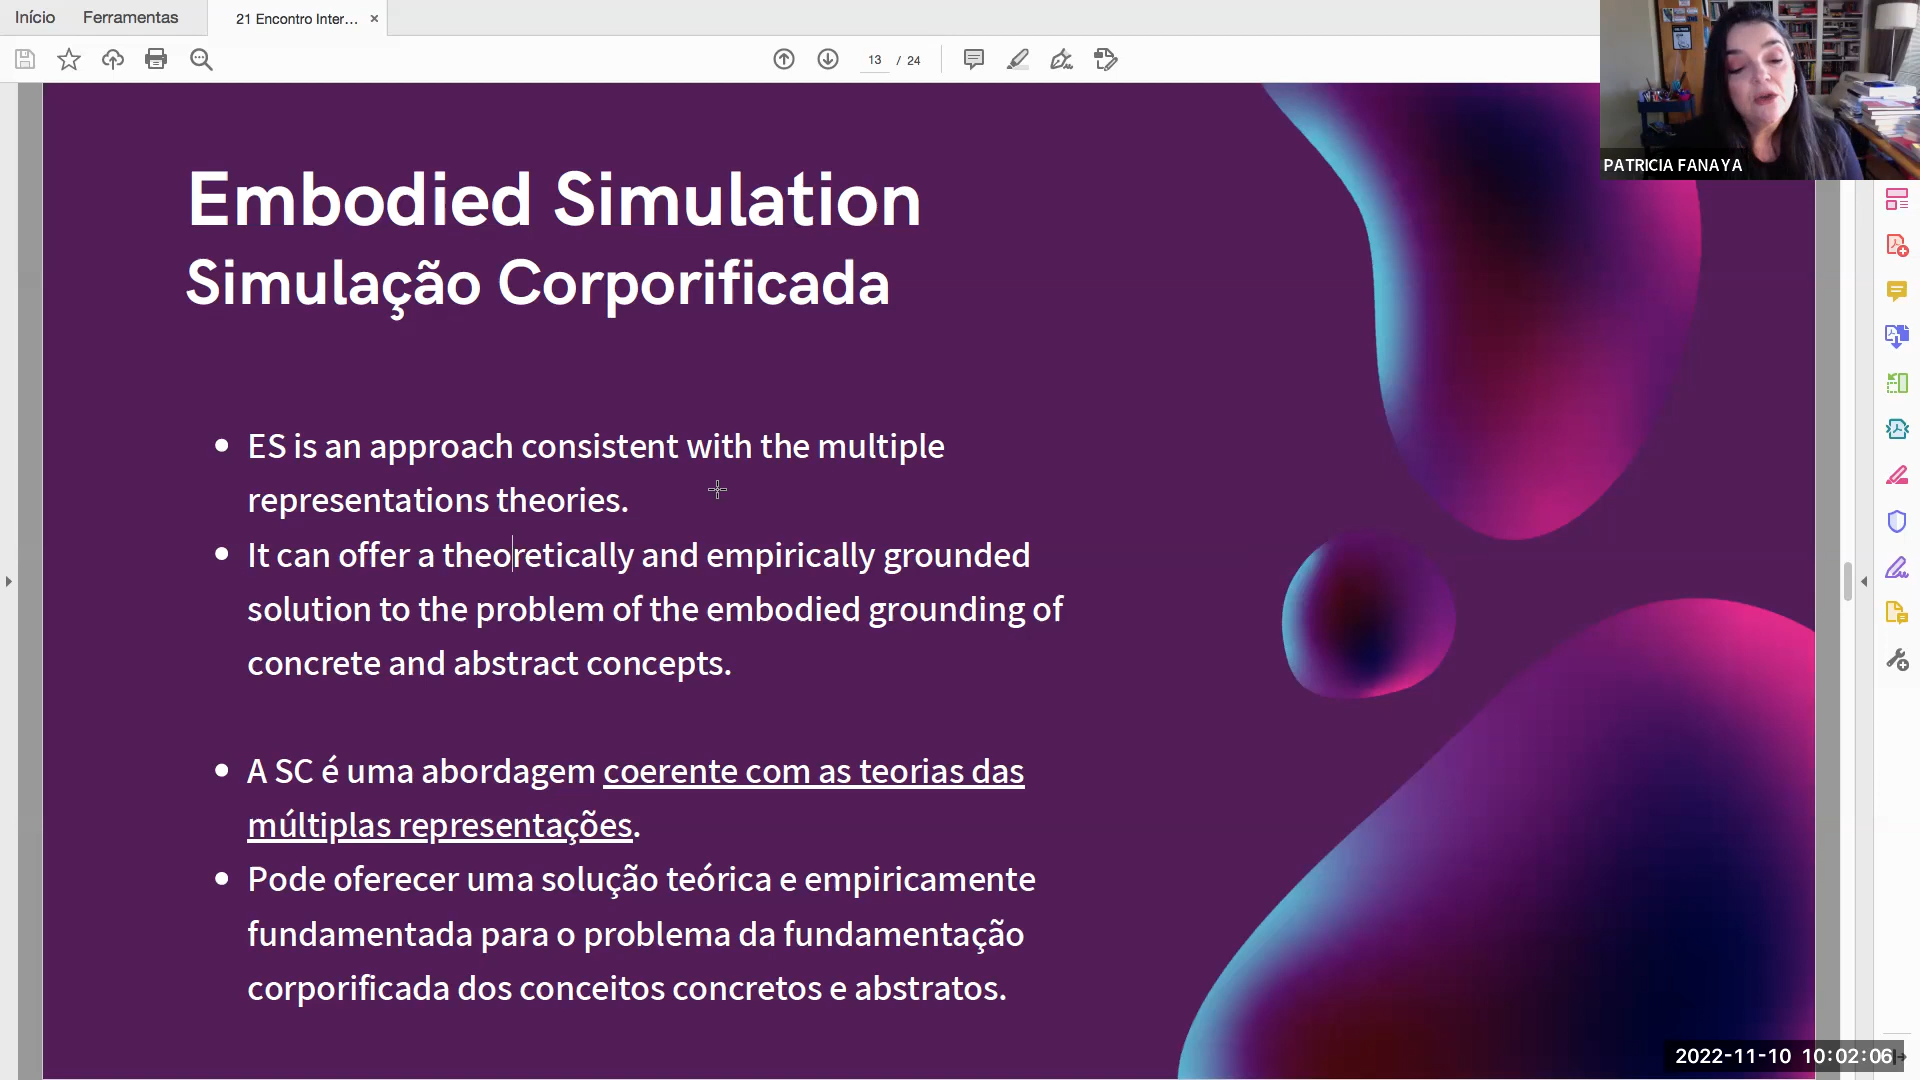 Início Ferramentas 21 Encontro Inter... ×
13 / 24
PATRICIA FANAYA
Embodied Simulation
Simulação Corporificada
• ES is an approach consistent with the multiple
representations theories.
• It can offer a theoretically and empirically grounded
solution to the problem of the embodied grounding of
concrete and abstract concepts.
• A SC é uma abordagem coerente com as teorias das
múltiplas representações.
• Pode oferecer uma solução teórica e empiricamente
fundamentada para o problema da fundamentação
corporificada dos conceitos concretos e abstratos.
2022-11-10 10:02:06